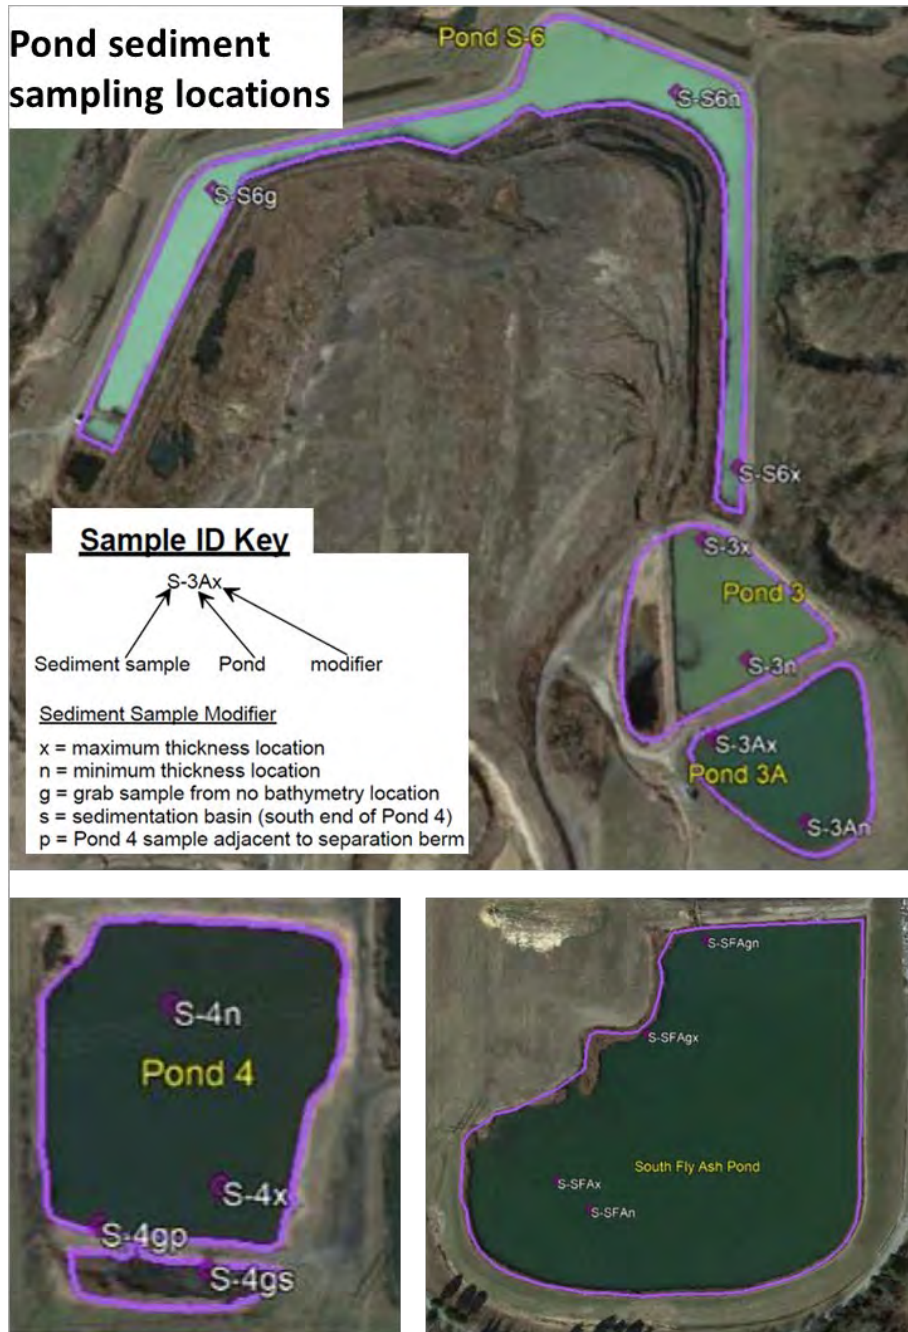 Pond sediment
sampling locations
Pond S-6
S-S6n
S-S6g
S-S6x
S-3x
Pond 3
S-3n
S-3Ax
Pond 3A
S-3An
Sample ID Key
S-3Ax
Sediment sample Pond modifier
Sediment Sample Modifier
x = maximum thickness location
n = minimum thickness location
g = grab sample from no bathymetry location
s = sedimentation basin (south end of Pond 4)
p = Pond 4 sample adjacent to separation berm
S-4n
Pond 4
S-4x
S-4gp
S-4gs
S-SFAgn
S-SFAgx
South Fly Ash Pond
S-SFAx
S-SFAn